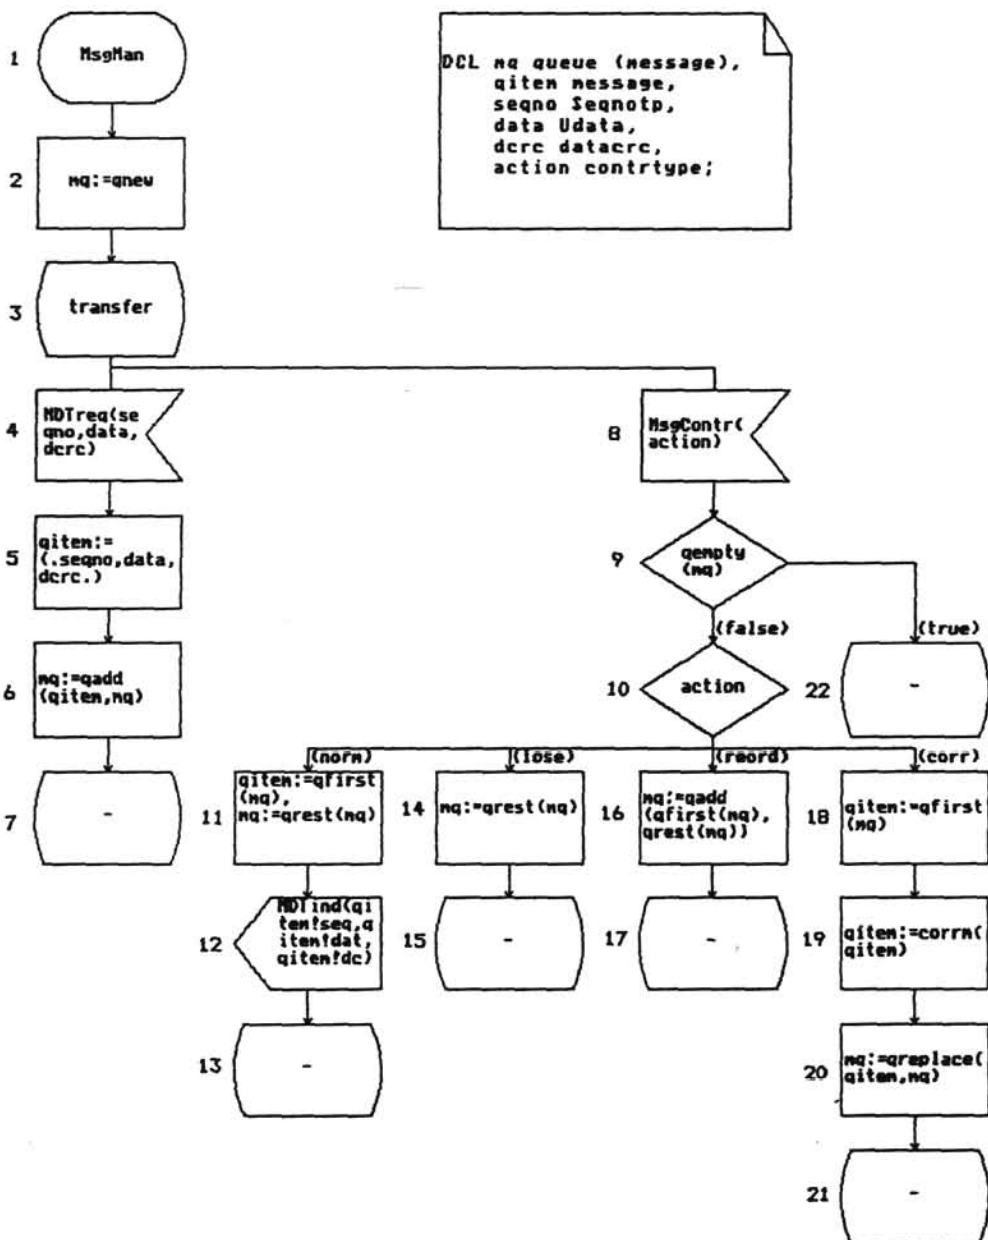 1
MsgMan
DCL mq queue (message),
qitem message,
seqno Seqnotp,
data Udata,
dcrc datacrc,
action contrtype;
2
mq:=qnew
3
transfer
4
MDTreq(se
qno,data,
dcrc)
8
MsgContr(
action)
5
qitem:=
(.seqno,data,
dcrc.)
9
qempty
(mq)
(false)
(true)
6
mq:=qadd
(qitem,mq)
10
action
22
-
(norm)
(lose)
(reord)
(corr)
7
-
11
qitem:=qfirst
(mq),
mq:=qrest(mq)
14
mq:=qrest(mq)
16
mq:=qadd
(qfirst(mq),
qrest(mq))
18
qitem:=qfirst
(mq)
12
MDTind(qi
tem!seq,q
item!dat,
qitem!dc)
15
-
17
-
19
qitem:=corrm(
qitem)
13
-
20
mq:=qreplace(
qitem,mq)
21
-